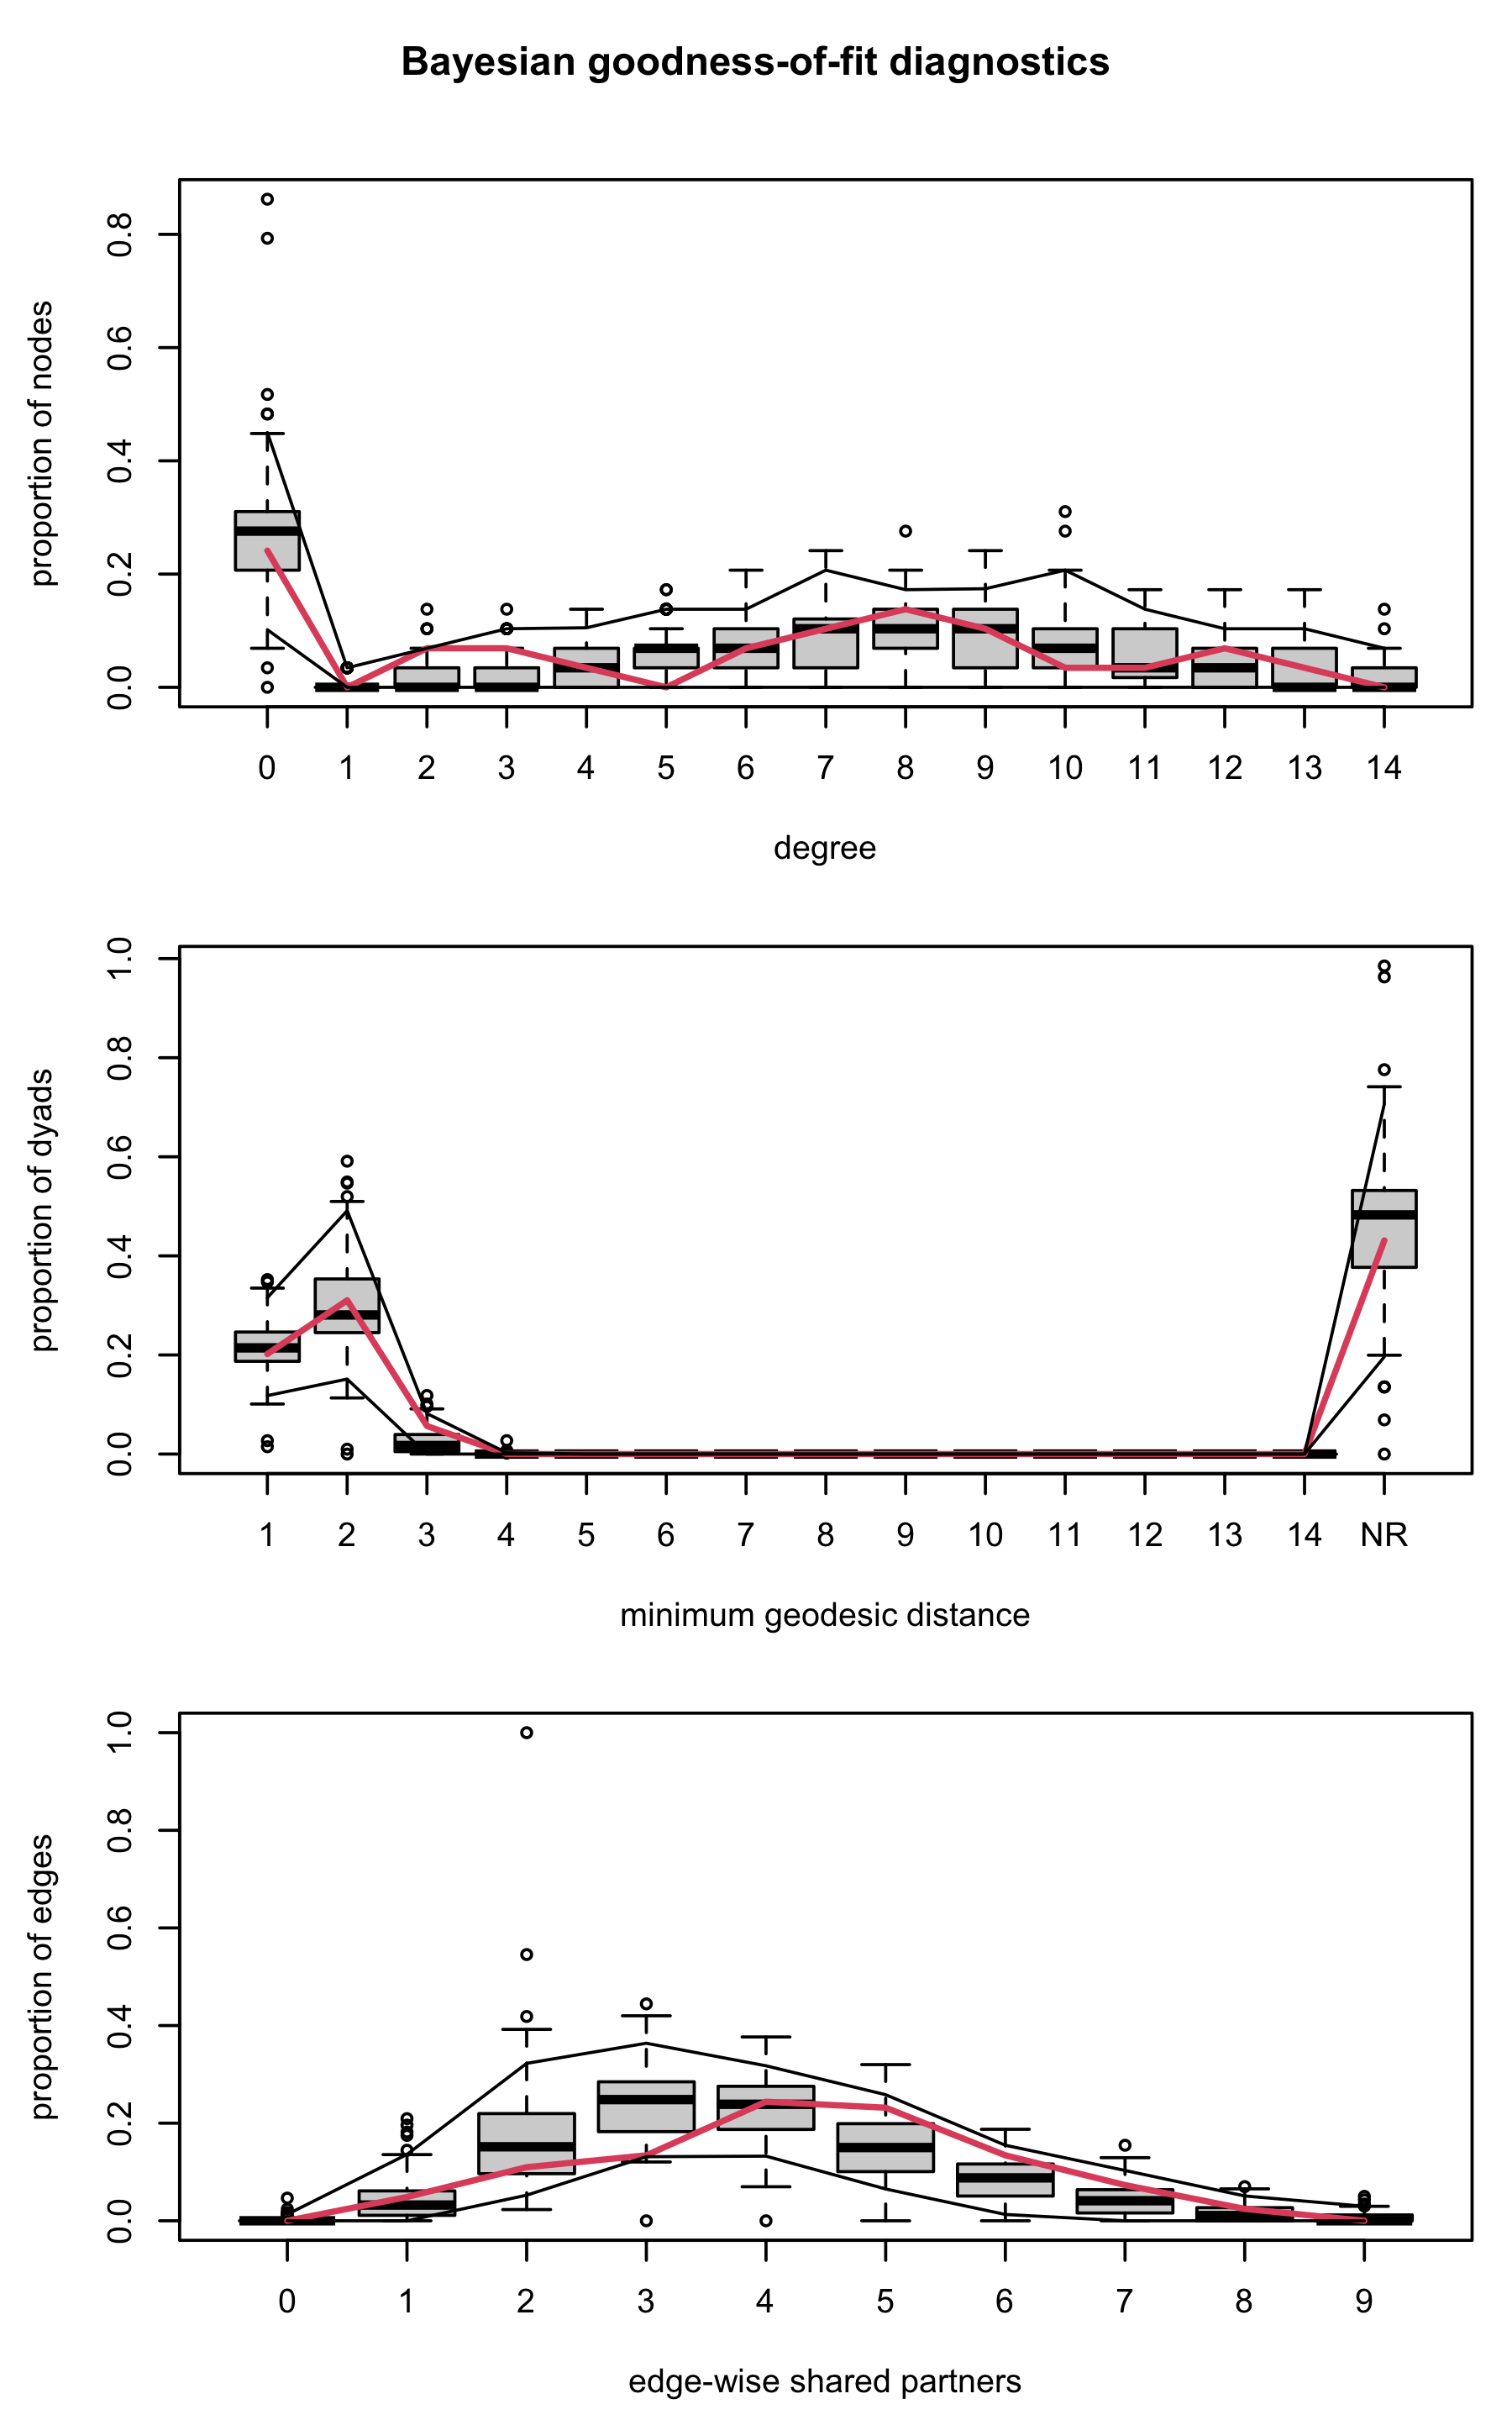 Bayesian goodness-of-fit diagnostics
proportion of nodes
0.0 0.2 0.4 0.6 0.8
0 1 2 3 4 5 6 7 8 9 10 11 12 13 14
degree
proportion of dyads
0.0 0.2 0.4 0.6 0.8 1.0
1 2 3 4 5 6 7 8 9 10 11 12 13 14 NR
minimum geodesic distance
proportion of edges
0.0 0.2 0.4 0.6 0.8 1.0
0 1 2 3 4 5 6 7 8 9
edge-wise shared partners